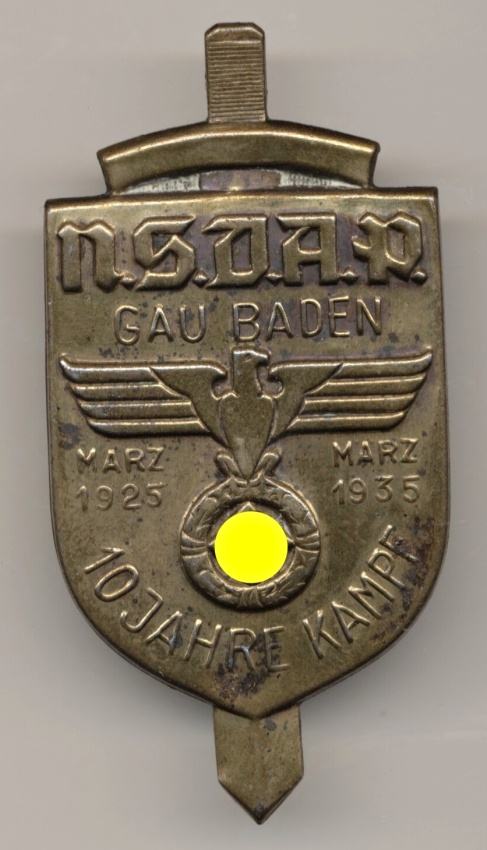 N.S.D.A.P.
GAU BADEN
MARZ 1925
MARZ 1935
10 JAHRE KAMPF